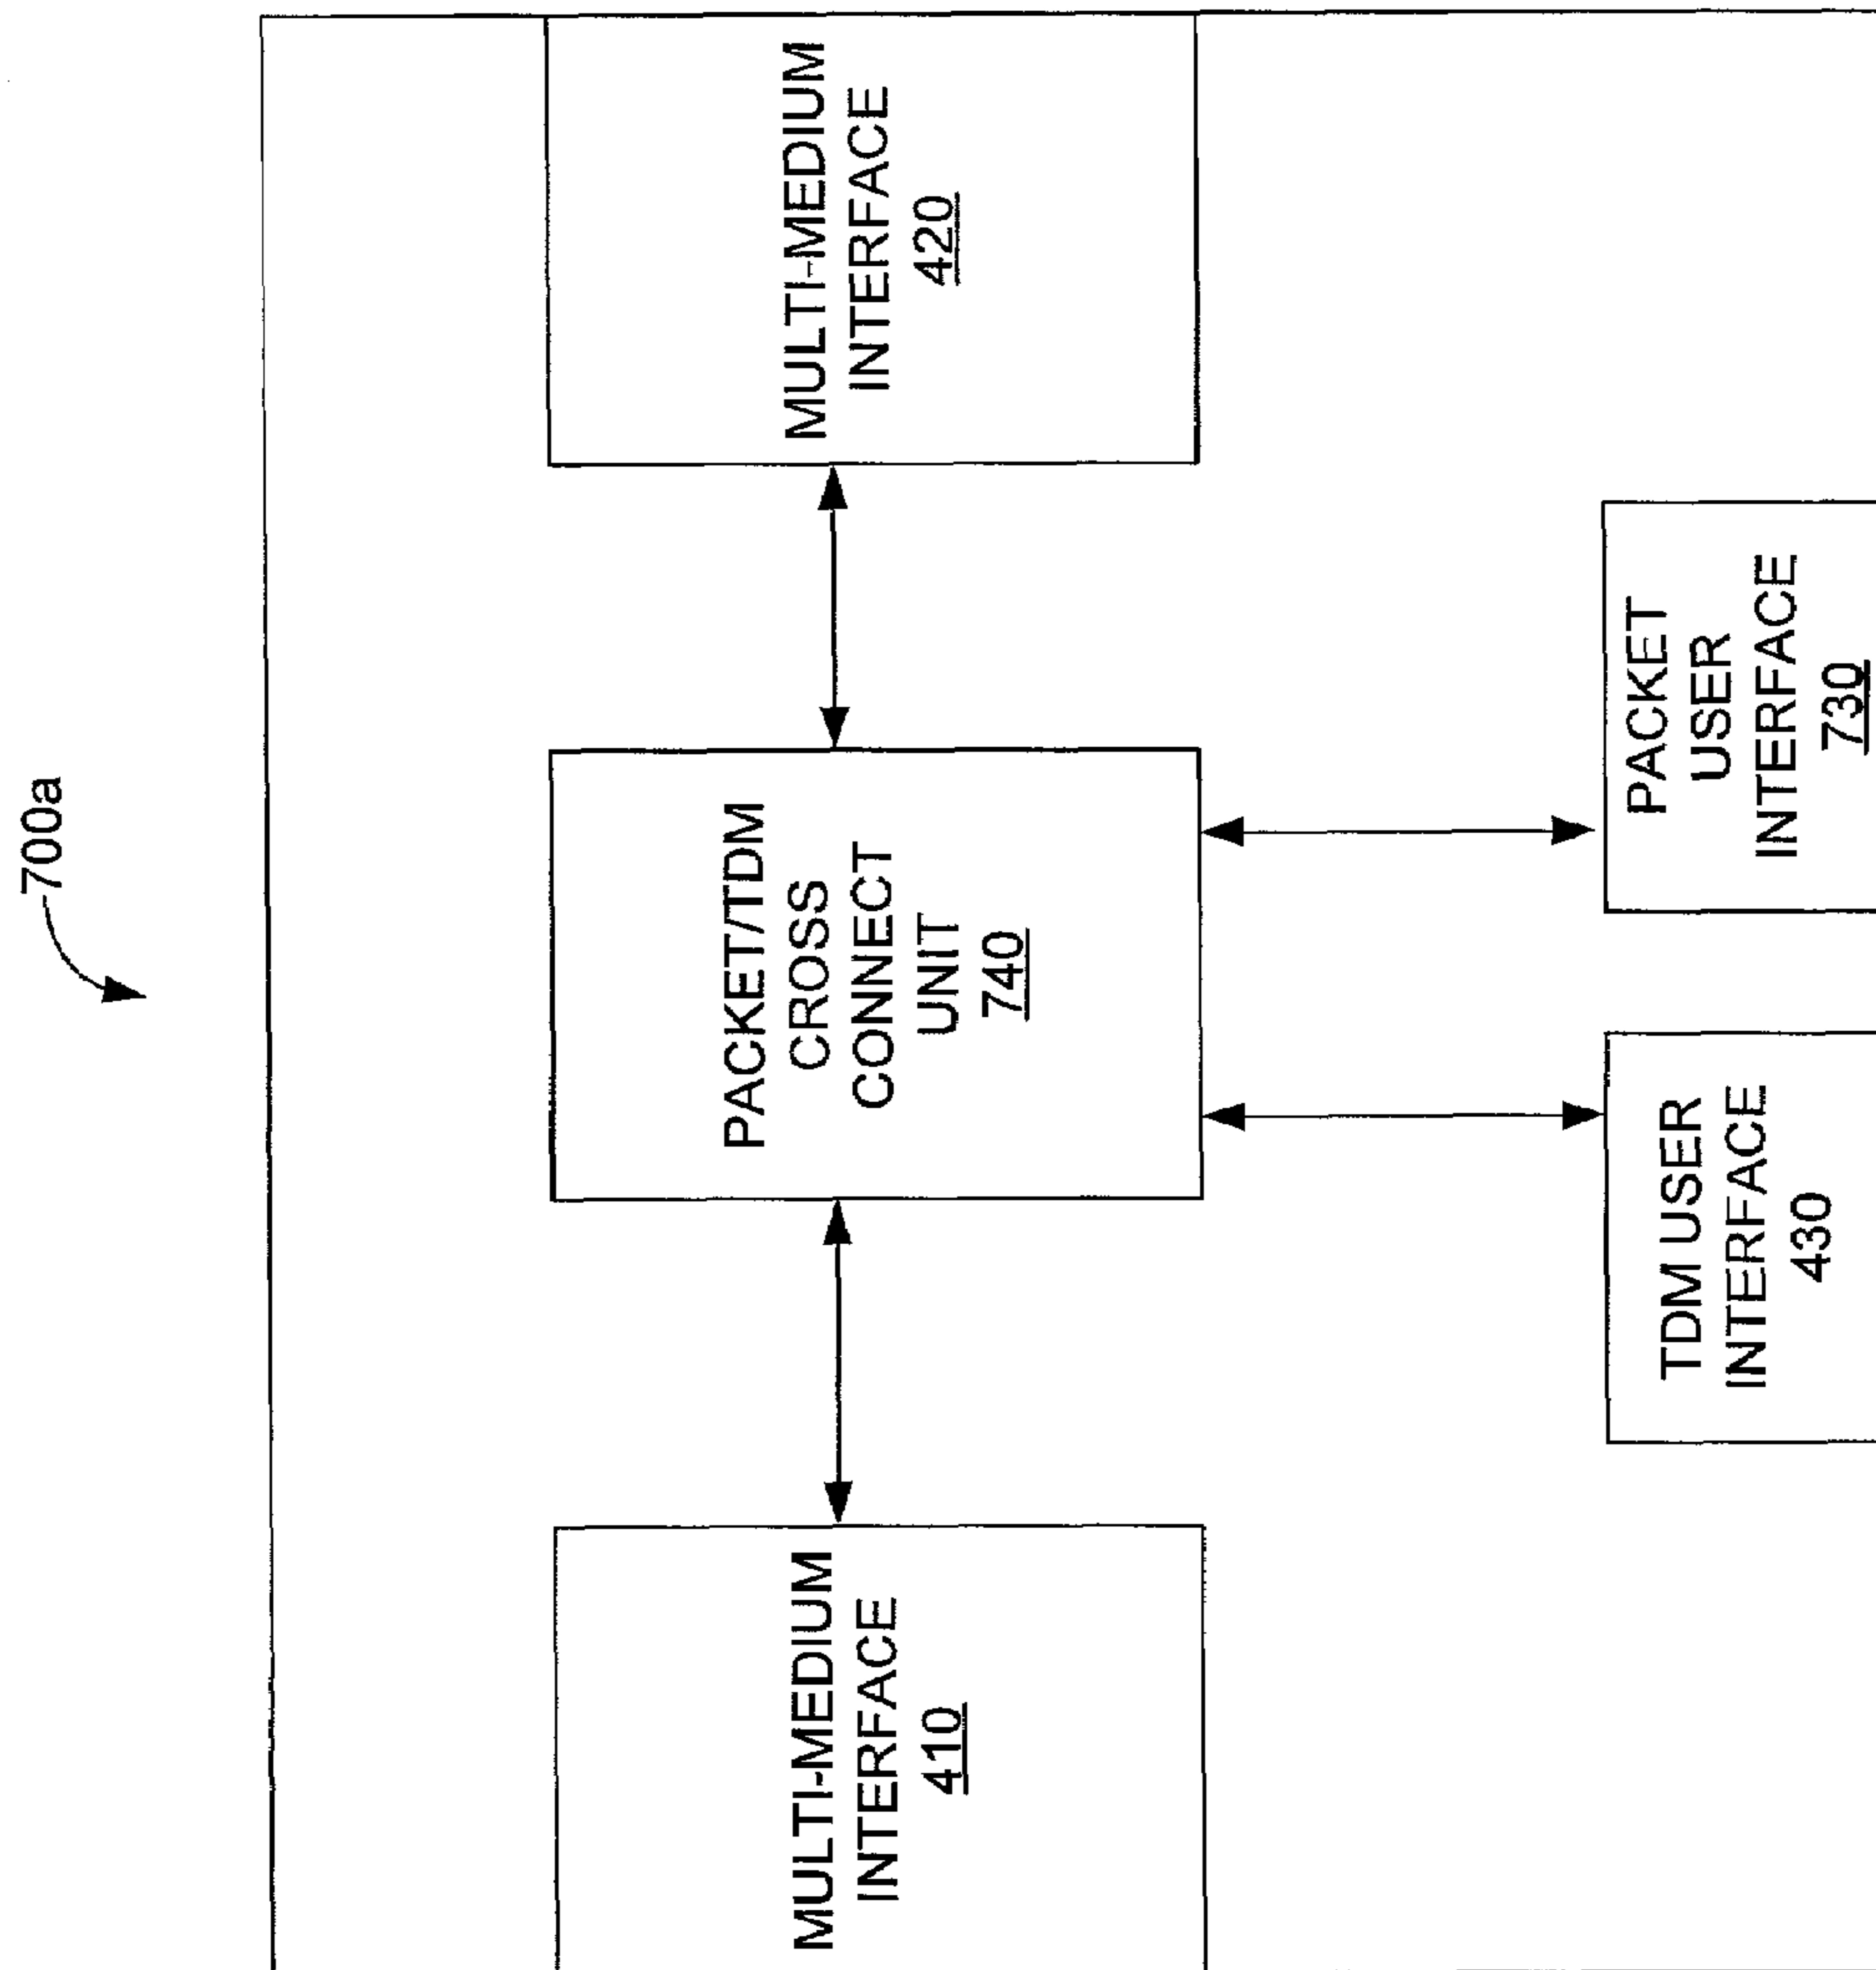 700a
MULTI-MEDIUM
INTERFACE
410
PACKET/TDM
CROSS
CONNECT
UNIT
740
MULTI-MEDIUM
INTERFACE
420
TDM USER
INTERFACE
430
PACKET
USER
INTERFACE
730